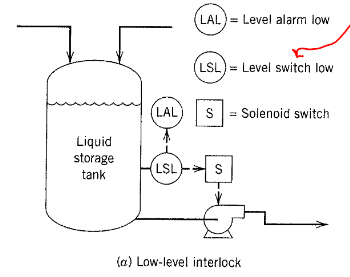 LAL = Level alarm low
LSL = Level switch low
S = Solenoid switch
LAL
Liquid
storage
tank
LSL
S
(a) Low-level interlock